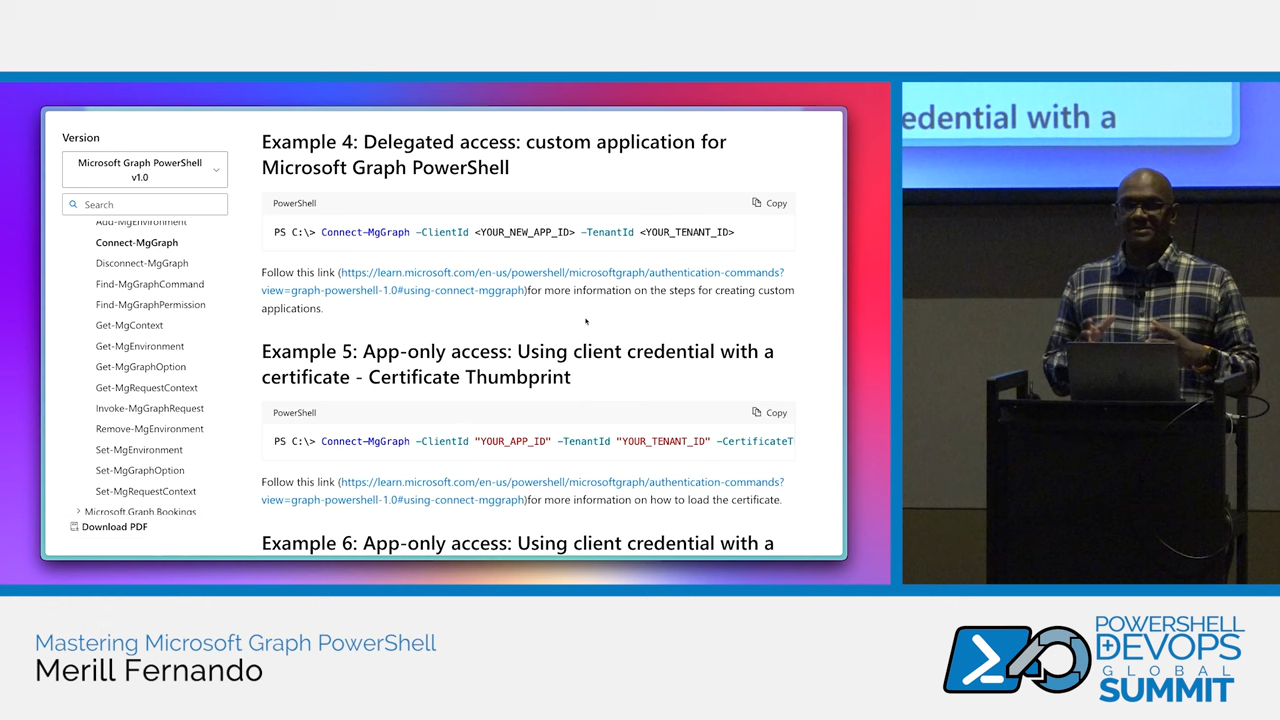 Version
Microsoft Graph PowerShell
v1.0
Search
Add-MgEnvironment
Connect-MgGraph
Disconnect-MgGraph
Find-MgGraphCommand
Find-MgGraphPermission
Get-MgContext
Get-MgEnvironment
Get-MgGraphOption
Get-MgRequestContext
Invoke-MgGraphRequest
Remove-MgEnvironment
Set-MgEnvironment
Set-MgGraphOption
Set-MgRequestContext
Microsoft Graph Bookings
Download PDF
Example 4: Delegated access: custom application for
Microsoft Graph PowerShell
PowerShell
Copy
PS C:\> Connect-MgGraph -ClientId <YOUR_NEW_APP_ID> -TenantId <YOUR_TENANT_ID>
Follow this link (https://learn.microsoft.com/en-us/powershell/microsoftgraph/authentication-commands?
view=graph-powershell-1.0#using-connect-mggraph)for more information on the steps for creating custom
applications.
Example 5: App-only access: Using client credential with a
certificate - Certificate Thumbprint
PowerShell
Copy
PS C:\> Connect-MgGraph -ClientId "YOUR_APP_ID" -TenantId "YOUR_TENANT_ID" -CertificateT
Follow this link (https://learn.microsoft.com/en-us/powershell/microsoftgraph/authentication-commands?
view=graph-powershell-1.0#using-connect-mggraph)for more information on how to load the certificate.
Example 6: App-only access: Using client credential with a
edential with a
Mastering Microsoft Graph PowerShell
Merill Fernando
POWERSHELL
+DEVOPS
GLOBAL
SUMMIT